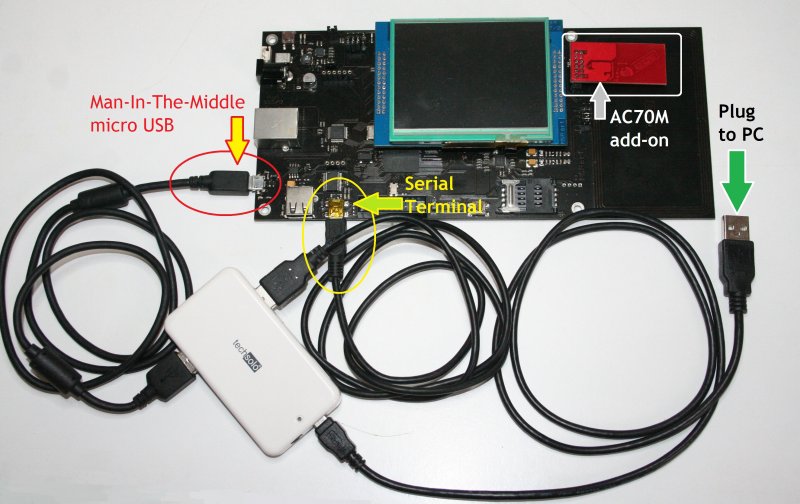 Man-In-The-Middle
micro USB
AC70M
add-on
Plug
to PC
Serial
Terminal
techsolo